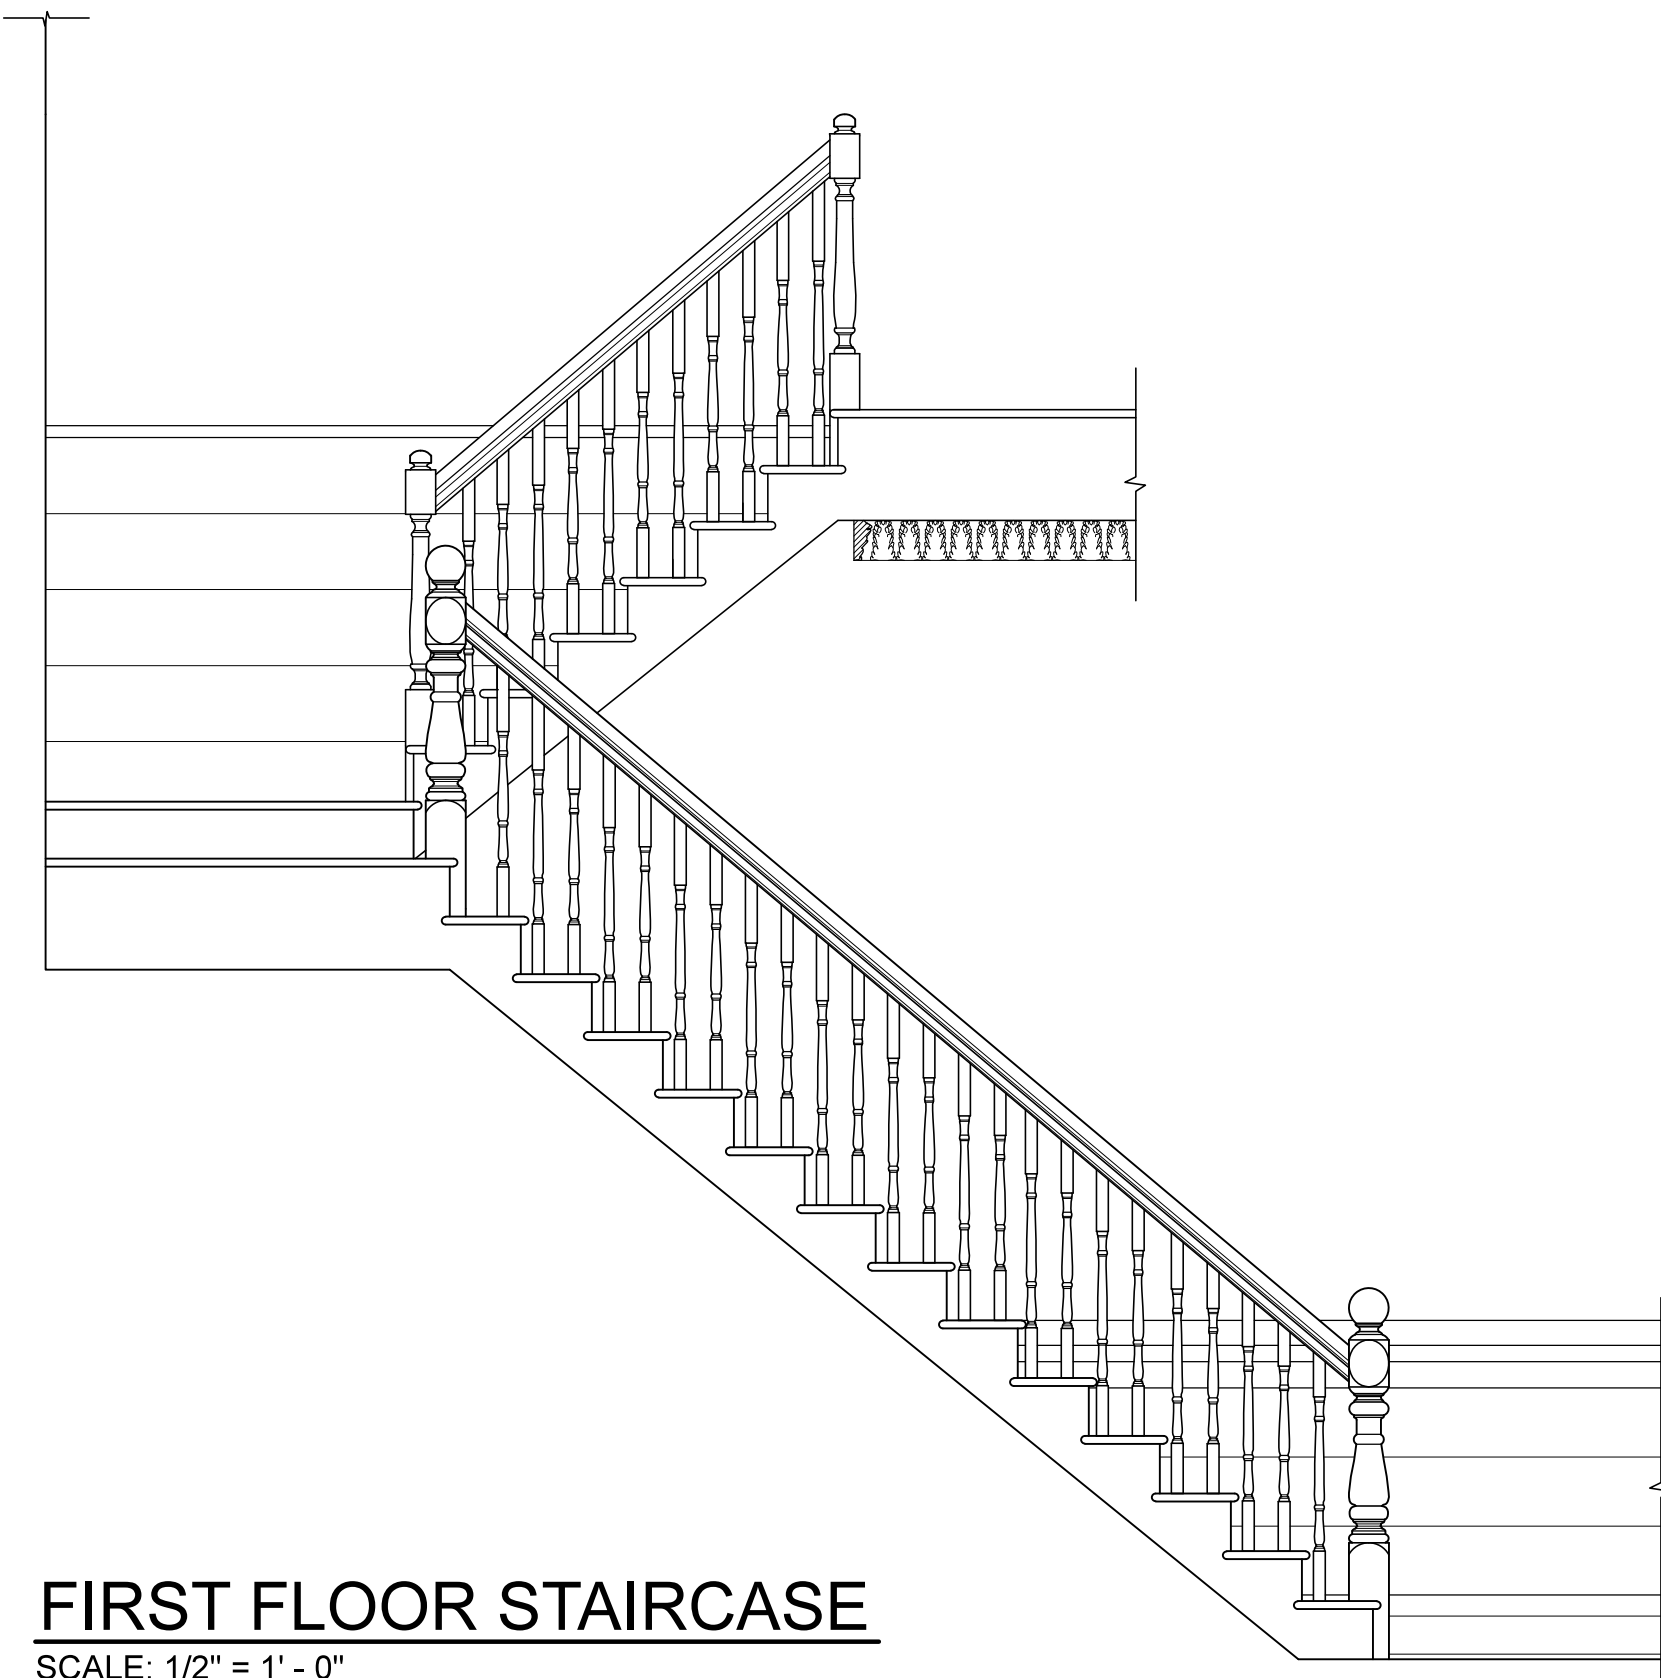 FIRST FLOOR STAIRCASE
SCALE: 1/2" = 1' - 0"